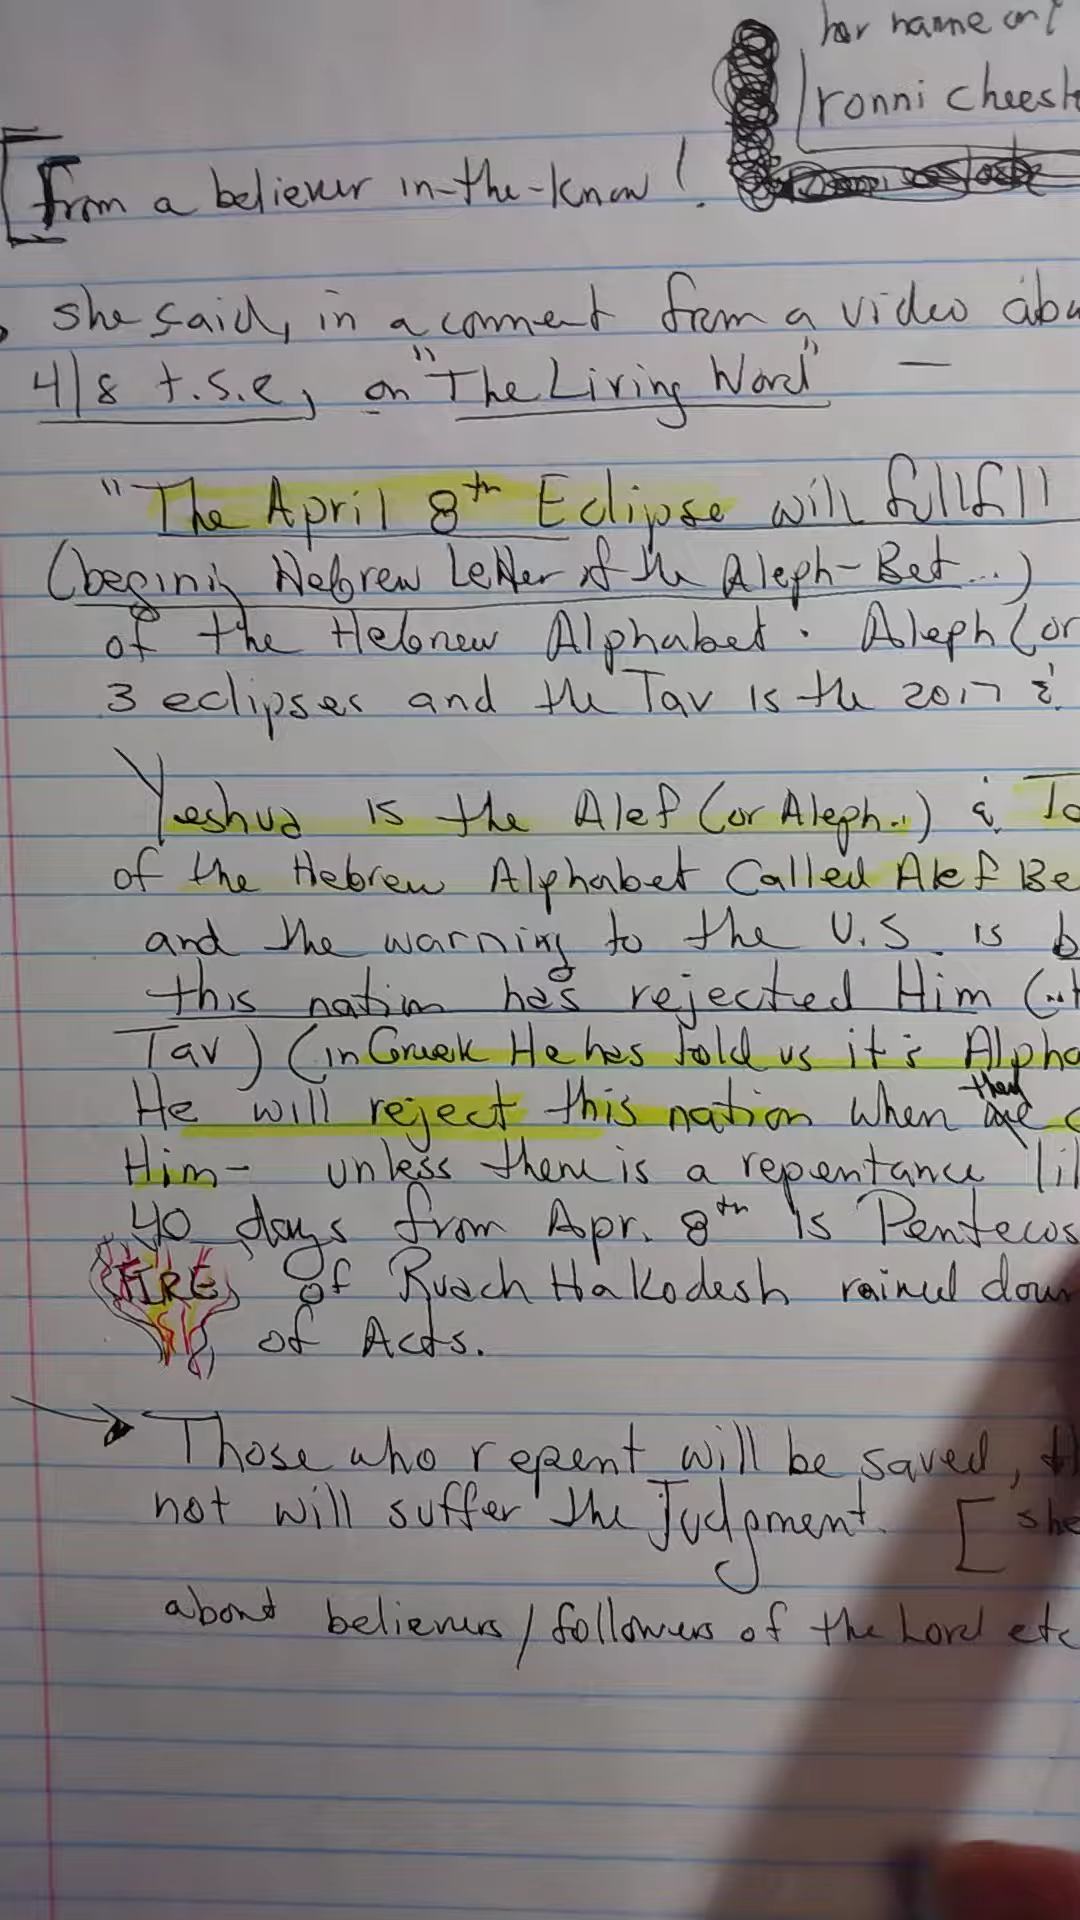 her name on
ronni cheest
From a believer in-the-know!
she said, in a comment from a video abu
4/8 t.s.e, on "The Living Word" —
"The April 8th Eclipse will fullfill
(begining Hebrew Letter of the Aleph-Bet...)
of the Hebrew Alphabet. Aleph (or
3 eclipses and the Tav is the 2017 &
Yeshua is the Alef (or Aleph..) & Ta
of the Hebrew Alphabet Called Alef Be
and the warning to the U.S. is b
this nation has rejected Him (..t
Tav) (in Greek He has told us it's Alpha
they
He will reject this nation when
Him- unless there is a repentance lik
40 days from Apr. 8th is Pentecos
FIRE of Ruach HaKodesh rained down
of Acts.
→ Those who repent will be saved, th
not will suffer the Judgment. [she
about believers/followers of the Lord etc